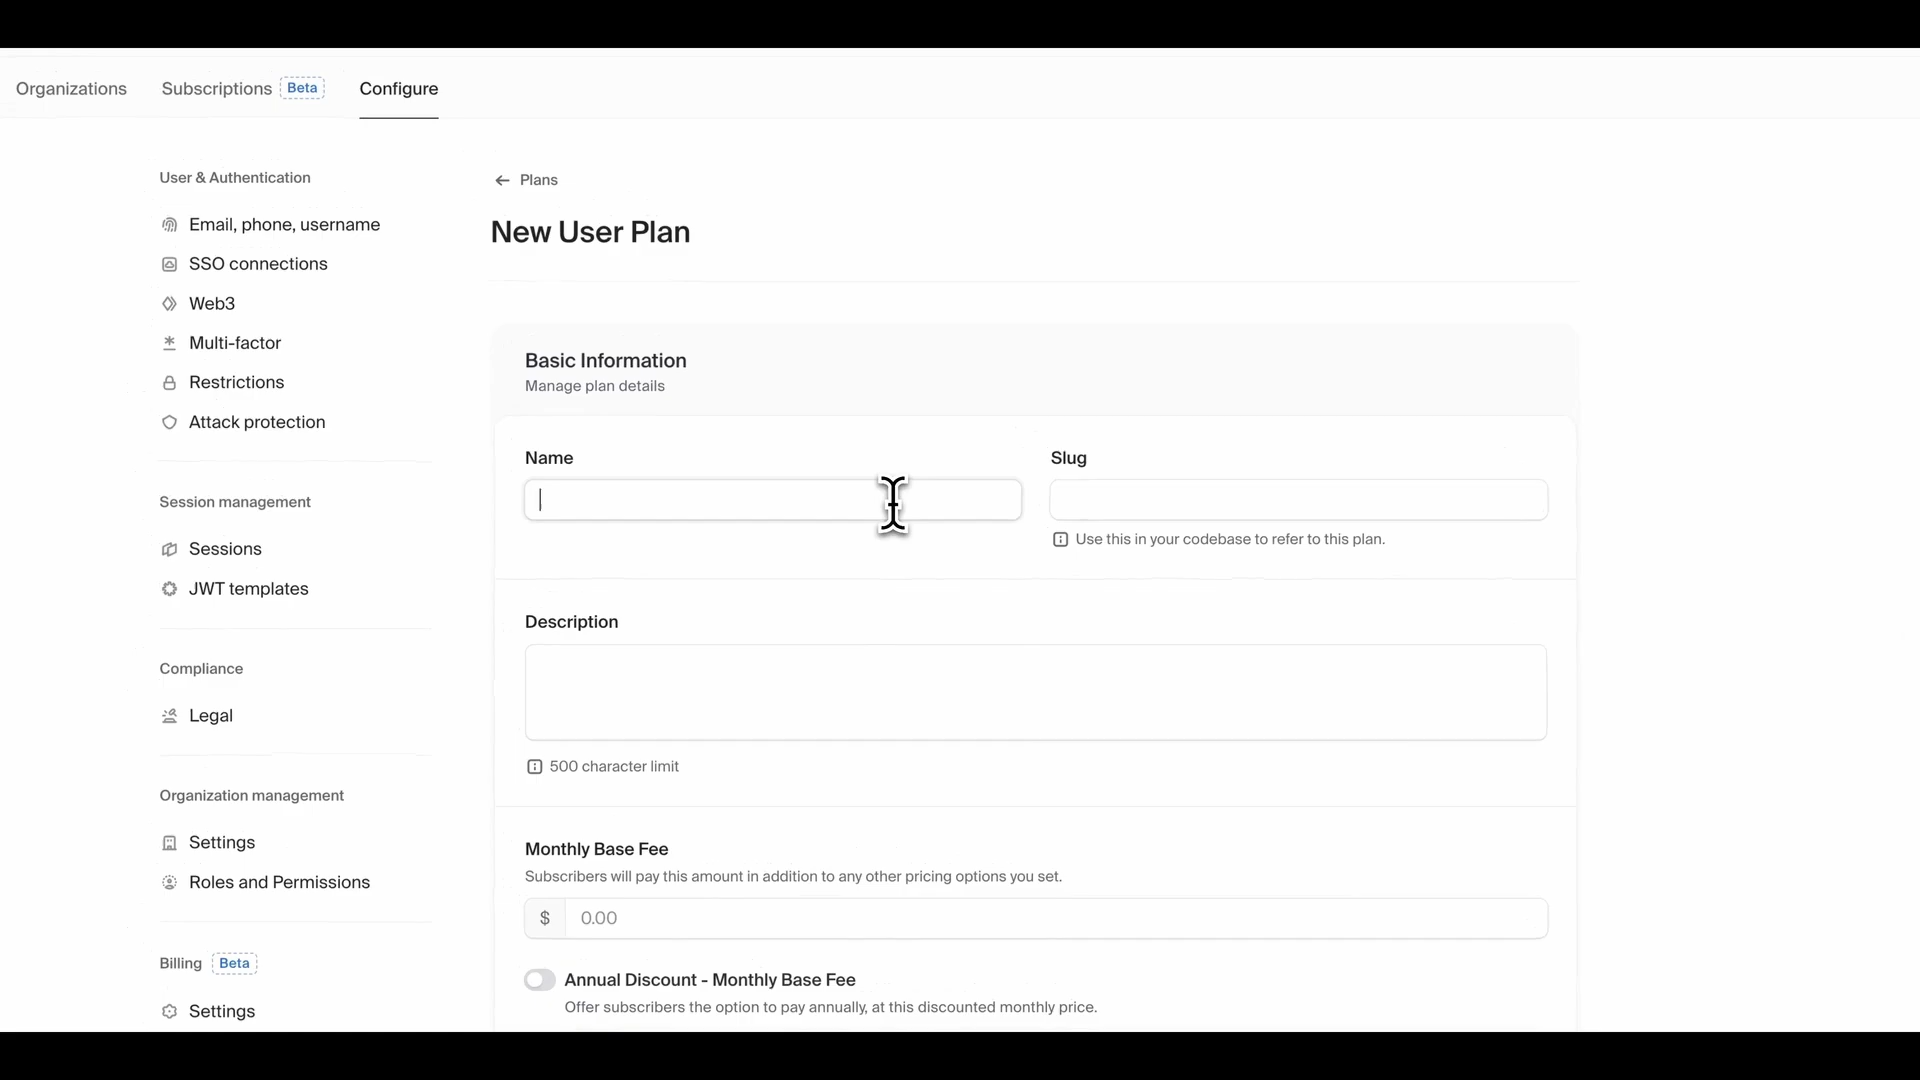 Organizations
Subscriptions Beta
Configure
User & Authentication
Email, phone, username
SSO connections
Web3
Multi-factor
Restrictions
Attack protection
Session management
Sessions
JWT templates
Compliance
Legal
Organization management
Settings
Roles and Permissions
Billing Beta
Settings
← Plans
New User Plan
Basic Information
Manage plan details
Name
Slug
Use this in your codebase to refer to this plan.
Description
500 character limit
Monthly Base Fee
Subscribers will pay this amount in addition to any other pricing options you set.
$ 0.00
Annual Discount - Monthly Base Fee
Offer subscribers the option to pay annually, at this discounted monthly price.